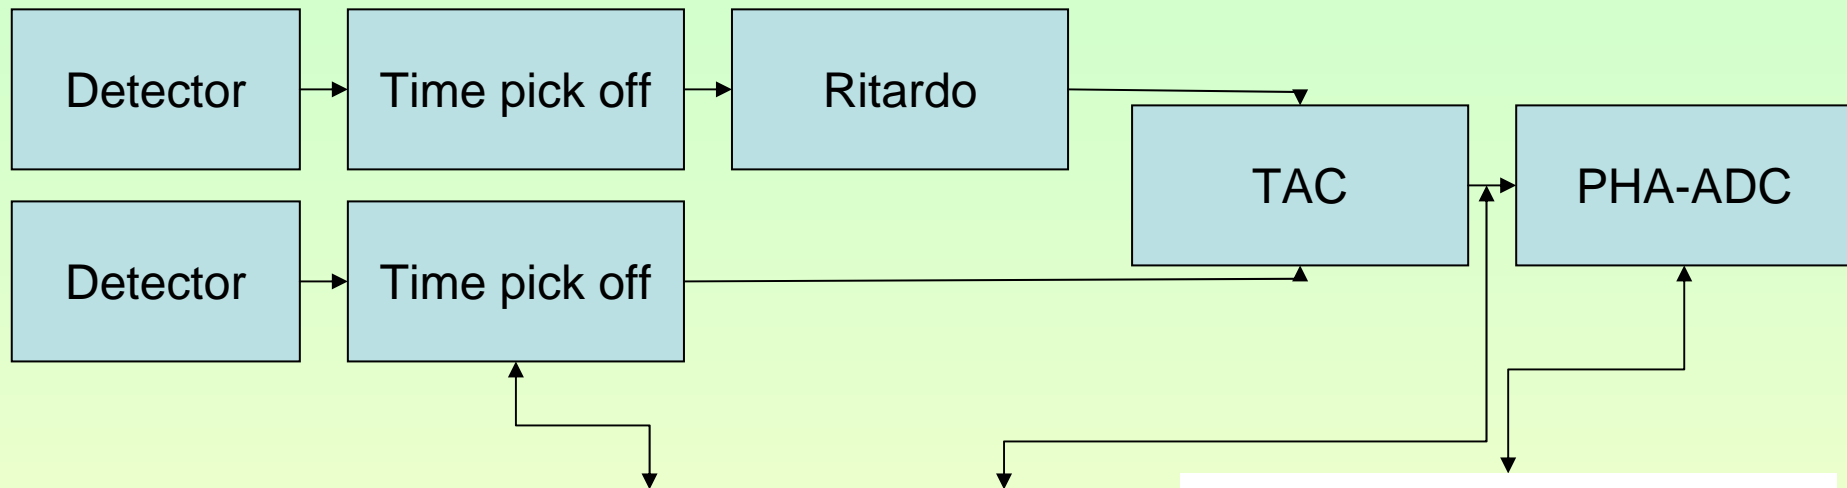 Detector
Time pick off
Ritardo
TAC
PHA-ADC
Detector
Time pick off